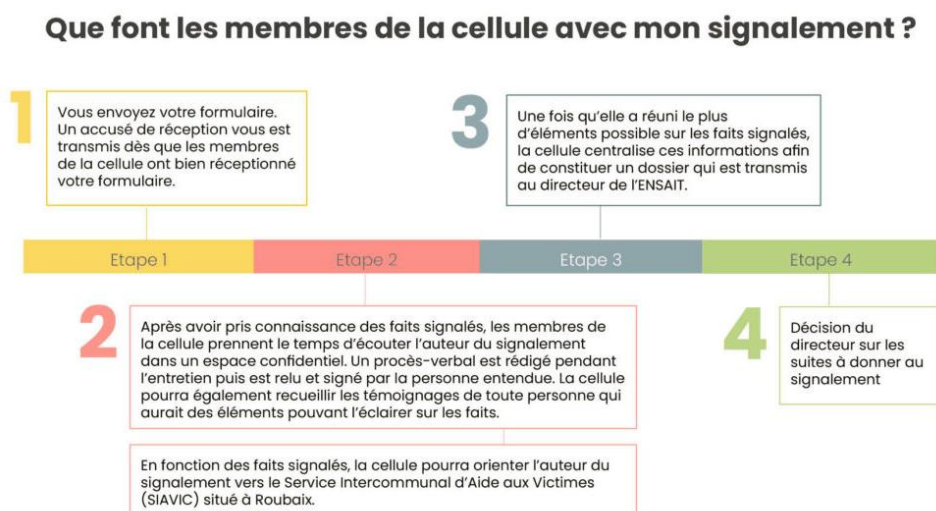 Que font les membres de la cellule avec mon signalement ?
1
Vous envoyez votre formulaire.
Un accusé de réception vous est
transmis dès que les membres
de la cellule ont bien réceptionné
votre formulaire.
3
Une fois qu'elle a réuni le plus
d'éléments possible sur les faits signalés,
la cellule centralise ces informations afin
de constituer un dossier qui est transmis
au directeur de l'ENSAIT.
Etape 1
Etape 2
Etape 3
Etape 4
2
Après avoir pris connaissance des faits signalés, les membres de
la cellule prennent le temps d'écouter l'auteur du signalement
dans un espace confidentiel. Un procès-verbal est rédigé pendant
l'entretien puis est relu et signé par la personne entendue. La cellule
pourra également recueillir les témoignages de toute personne qui
aurait des éléments pouvant l'éclairer sur les faits.
En fonction des faits signalés, la cellule pourra orienter l'auteur du
signalement vers le Service Intercommunal d'Aide aux Victimes
(SIAVIC) situé à Roubaix.
4
Décision du
directeur sur les
suites à donner au
signalement